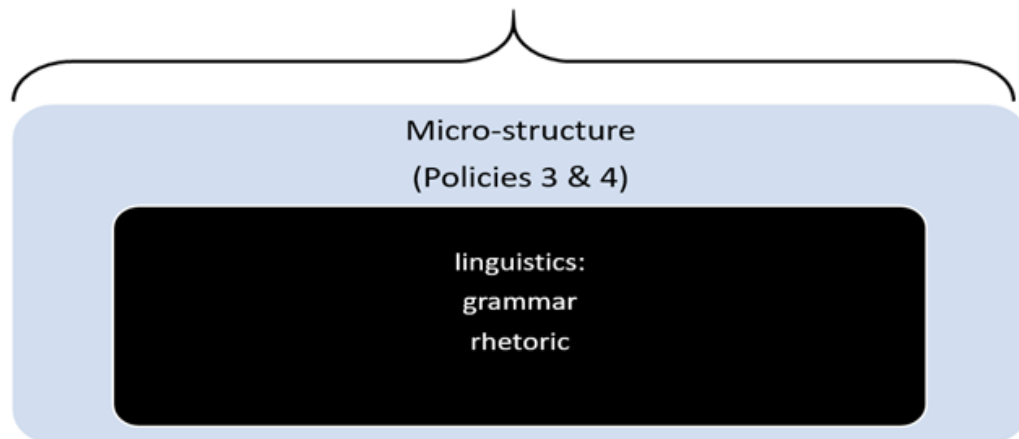 Micro-structure
(Policies 3 & 4)
linguistics:
grammar
rhetoric